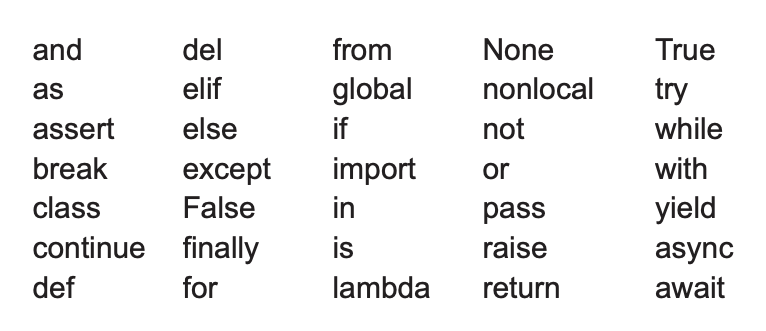 and del from None True
as elif global nonlocal try
assert else if not while
break except import or with
class False in pass yield
continue finally is raise async
def for lambda return await